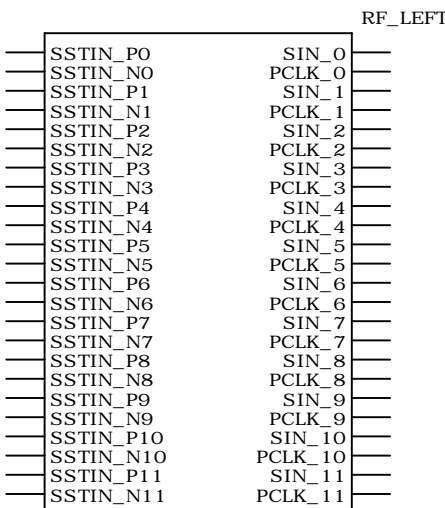 RF_LEFT
SSTIN_P0 SIN_0
SSTIN_N0 PCLK_0
SSTIN_P1 SIN_1
SSTIN_N1 PCLK_1
SSTIN_P2 SIN_2
SSTIN_N2 PCLK_2
SSTIN_P3 SIN_3
SSTIN_N3 PCLK_3
SSTIN_P4 SIN_4
SSTIN_N4 PCLK_4
SSTIN_P5 SIN_5
SSTIN_N5 PCLK_5
SSTIN_P6 SIN_6
SSTIN_N6 PCLK_6
SSTIN_P7 SIN_7
SSTIN_N7 PCLK_7
SSTIN_P8 SIN_8
SSTIN_N8 PCLK_8
SSTIN_P9 SIN_9
SSTIN_N9 PCLK_9
SSTIN_P10 SIN_10
SSTIN_N10 PCLK_10
SSTIN_P11 SIN_11
SSTIN_N11 PCLK_11